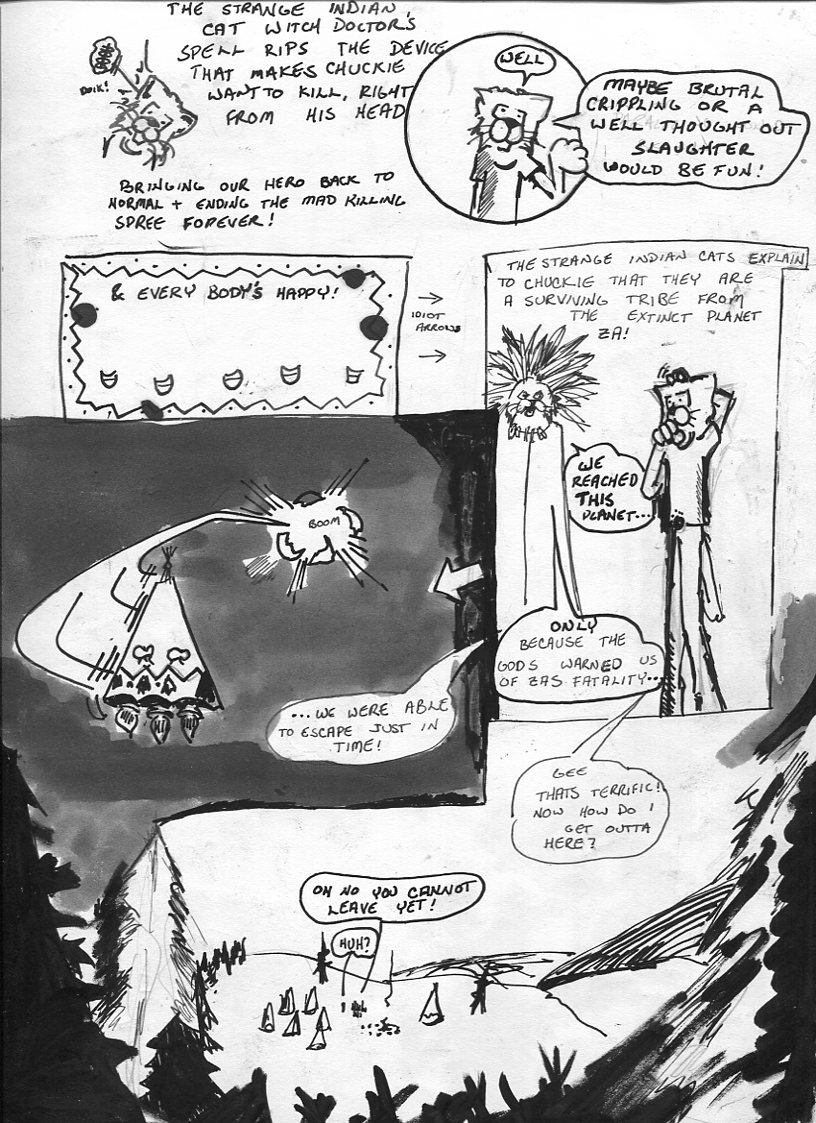 THE STRANGE INDIAN
CAT WITCH DOCTOR'S
SPELL RIPS THE DEVICE
THAT MAKES CHUCKIE
WANT TO KILL, RIGHT
FROM HIS HEAD
DOIK!
BRINGING OUR HERO BACK TO
NORMAL + ENDING THE MAD KILLING
SPREE FOREVER!
WELL
MAYBE BRUTAL
CRIPPLING OR A
WELL THOUGHT OUT
SLAUGHTER
WOULD BE FUN!
& EVERY BODY'S HAPPY!
IDIOT
ARROWS
THE STRANGE INDIAN CATS EXPLAIN
TO CHUCKIE THAT THEY ARE
A SURVIVING TRIBE FROM
THE EXTINCT PLANET
ZA!
WE
REACHED
THIS
PLANET...
ONLY
BECAUSE THE
GODS WARNED US
OF ZAS FATALITY...
BOOM
...WE WERE ABLE
TO ESCAPE JUST IN
TIME!
GEE
THATS TERRIFIC!
NOW HOW DO I
GET OUTTA
HERE?
OH NO YOU CANNOT
LEAVE YET!
HUH?